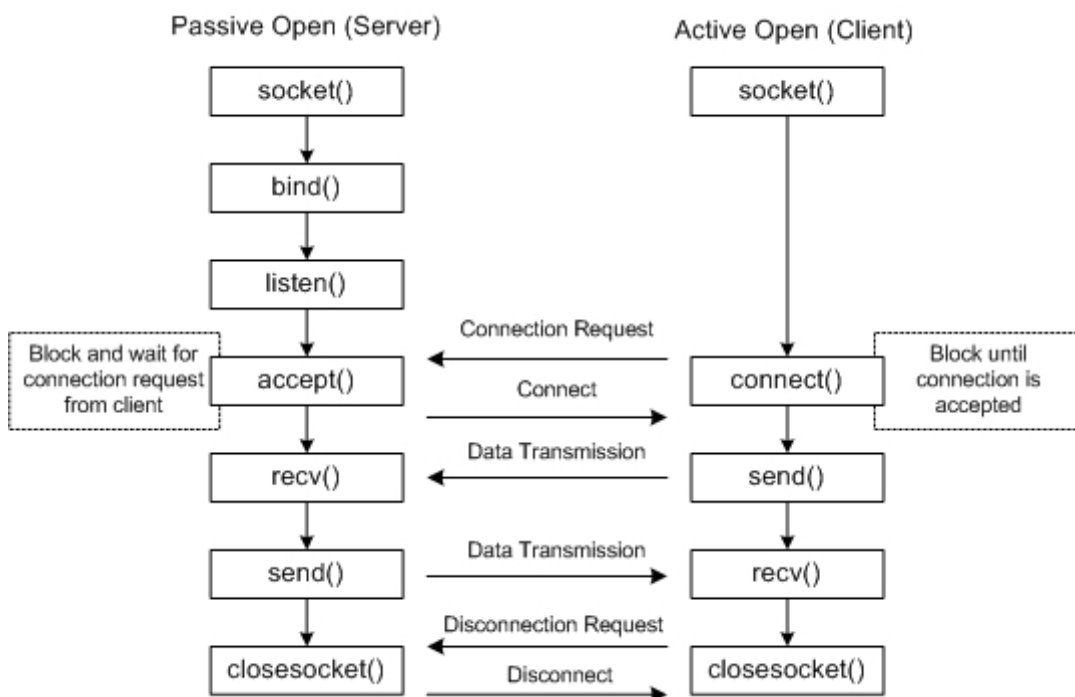 Passive Open (Server)
Active Open (Client)
socket()
socket()
bind()
listen()
Connection Request
Block and wait for
connection request
from client
accept()
connect()
Block until
connection is
accepted
Connect
Data Transmission
recv()
send()
Data Transmission
send()
recv()
Disconnection Request
closesocket()
closesocket()
Disconnect